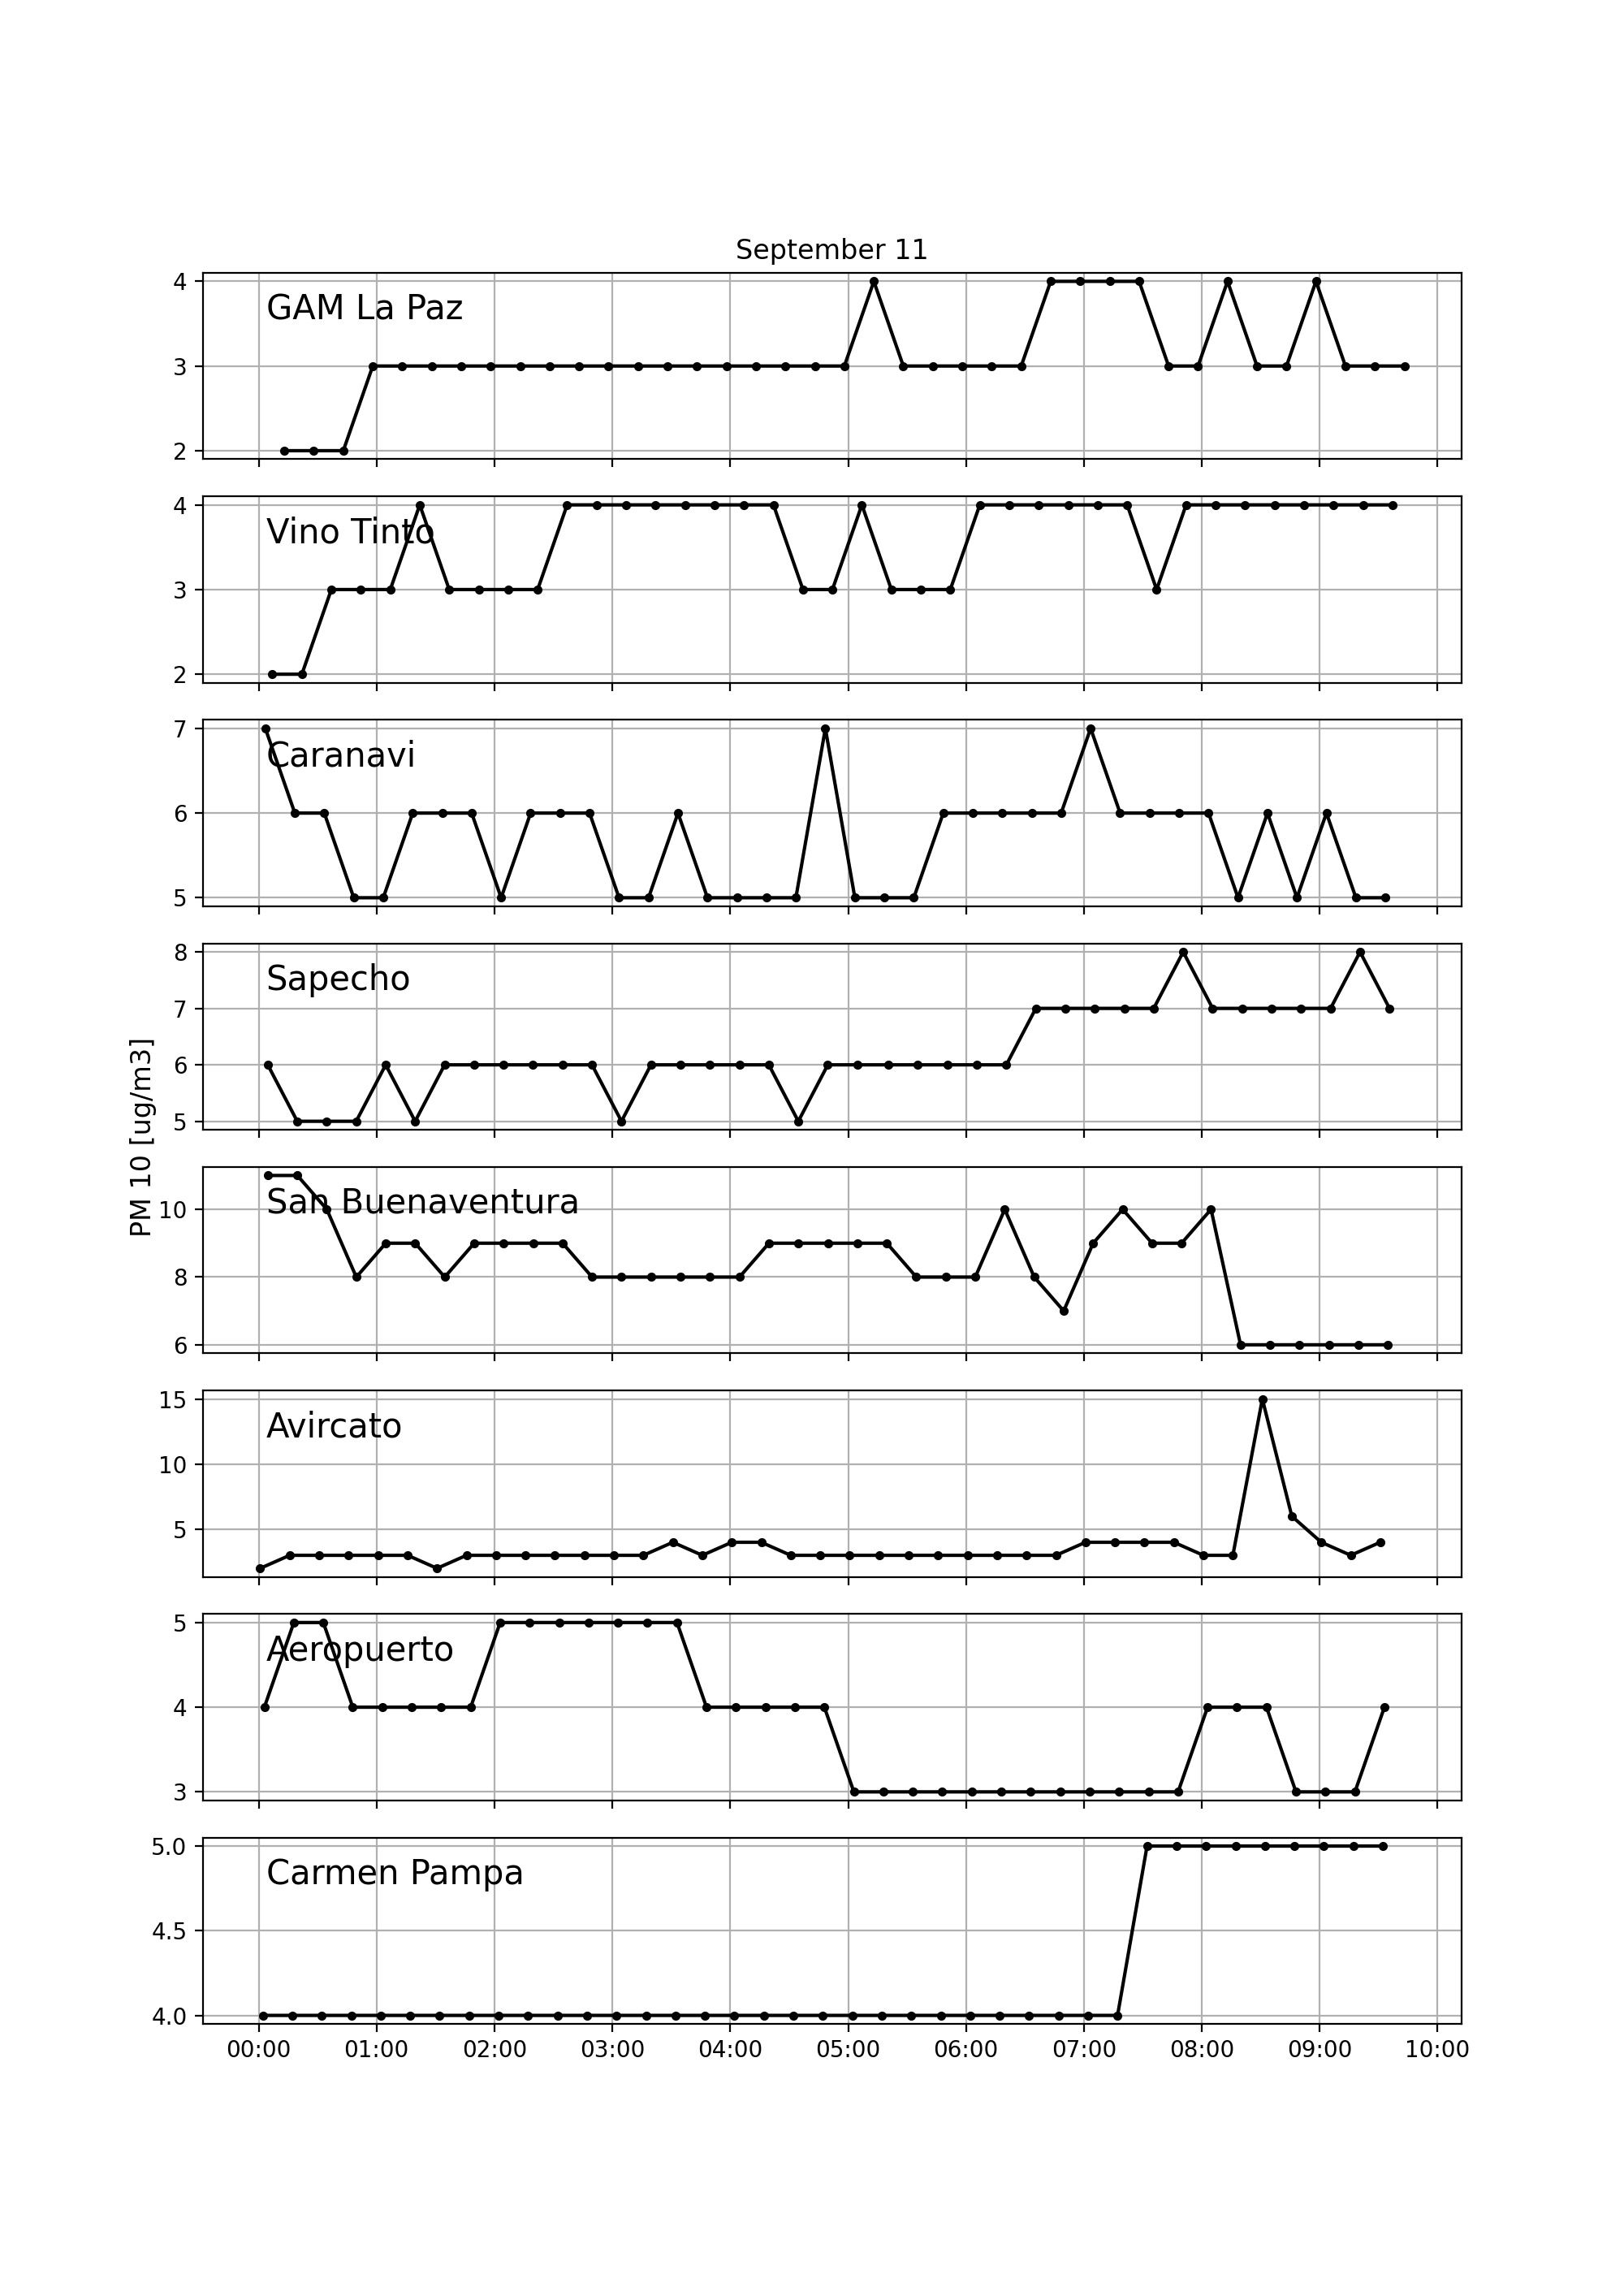 September 11
4
GAM La Paz
3
2
4
Vino Tinto
3
2
7
Caranavi
6
5
8
Sapecho
7
6
5
PM 10 [ug/m3]
San Buenaventura
10
8
6
15
Avircato
10
5
5
Aeropuerto
4
3
5.0
Carmen Pampa
4.5
4.0
00:00 01:00 02:00 03:00 04:00 05:00 06:00 07:00 08:00 09:00 10:00